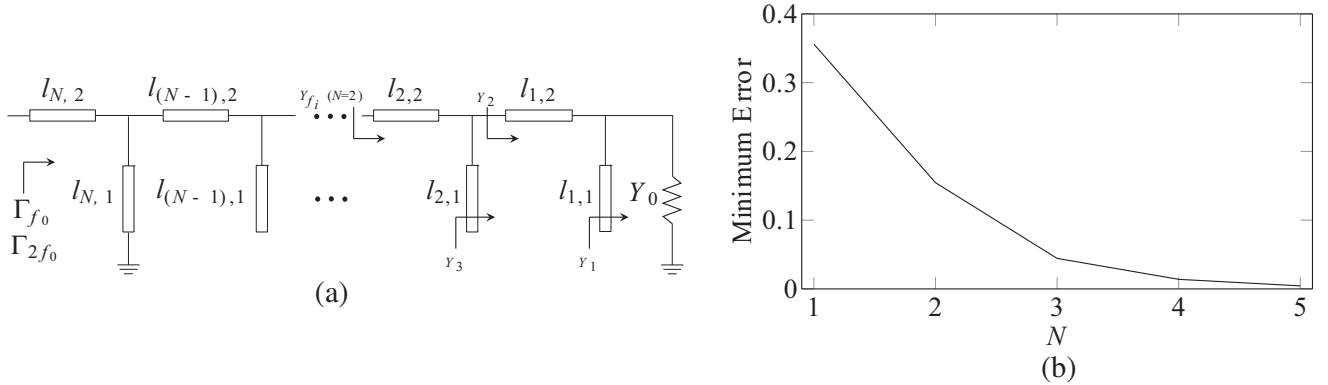 l_{N, 2}
l_{(N - 1), 2}
Y_{f_i} (N=2)
l_{2,2}
Y_2
l_{1,2}
Γ_{f_0}
Γ_{2f_0}
l_{N, 1}
l_{(N - 1), 1}
l_{2,1}
Y_3
l_{1,1}
Y_1
Y_0
(a)
Minimum Error
0.4
0.3
0.2
0.1
0
1 2 3 4 5
N
(b)